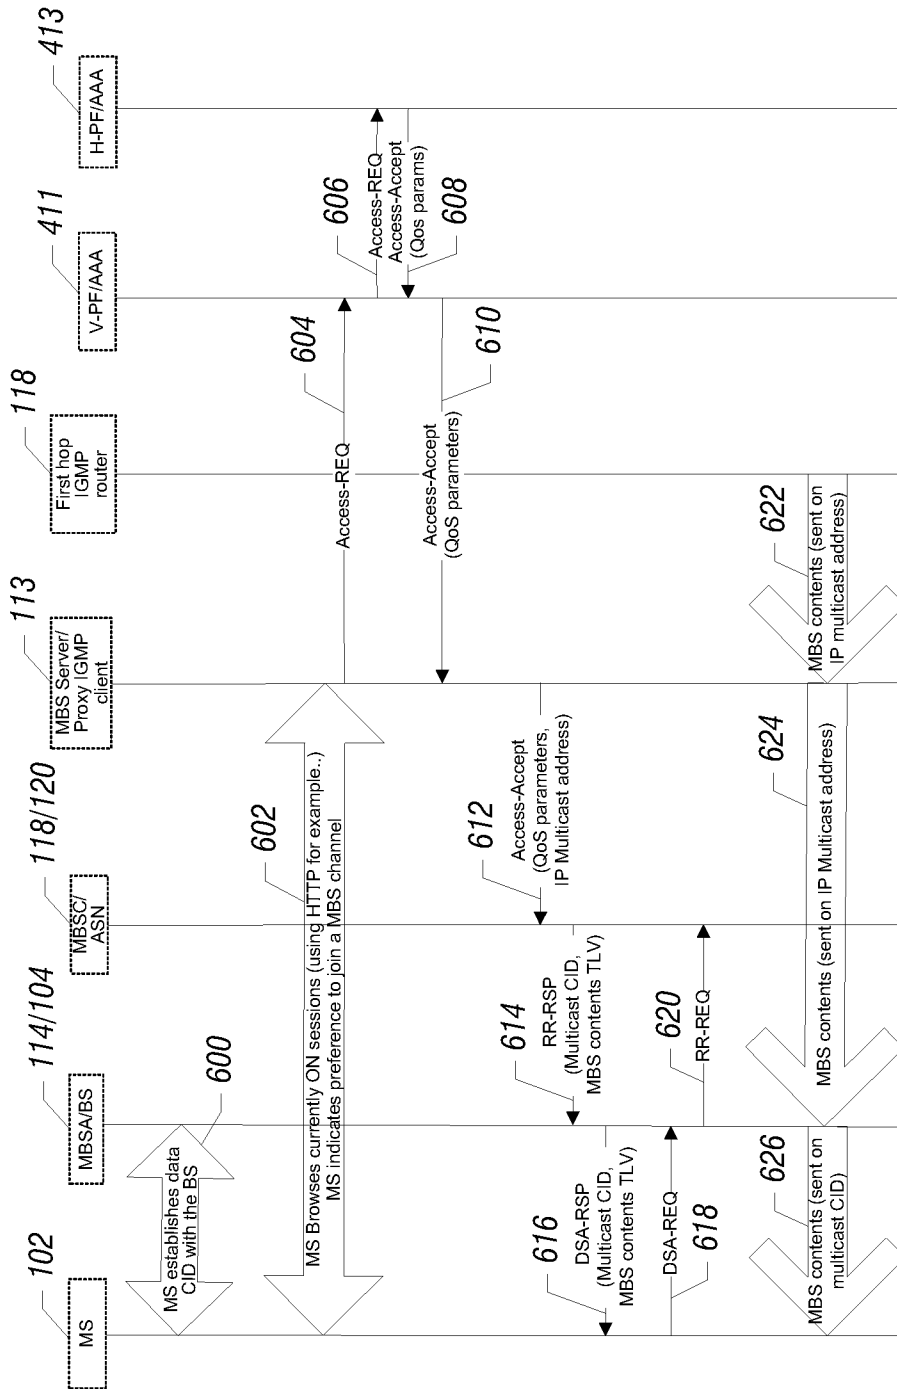 102
114/104
118/120
113
118
411
413
MS
MBSA/BS
MBSC/
ASN
MBS Server/
Proxy IGMP
client
First hop
IGMP
router
V-PF/AAA
H-PF/AAA
600
MS establishes data
CID with the BS
602
MS Browses currently ON sessions (using HTTP for example..)
MS indicates preference to join a MBS channel
604
Access-REQ
606
Access-REQ
Access-Accept
(Qos params)
608
610
Access-Accept
(QoS parameters)
612
Access-Accept
(QoS parameters,
IP Multicast address)
614
RR-RSP
(Multicast CID,
MBS contents TLV)
616
DSA-RSP
(Multicast CID,
MBS contents TLV)
DSA-REQ
618
620
RR-REQ
622
MBS contents (sent on
IP multicast address)
624
MBS contents (sent on IP Multicast address)
626
MBS contents (sent on
multicast CID)